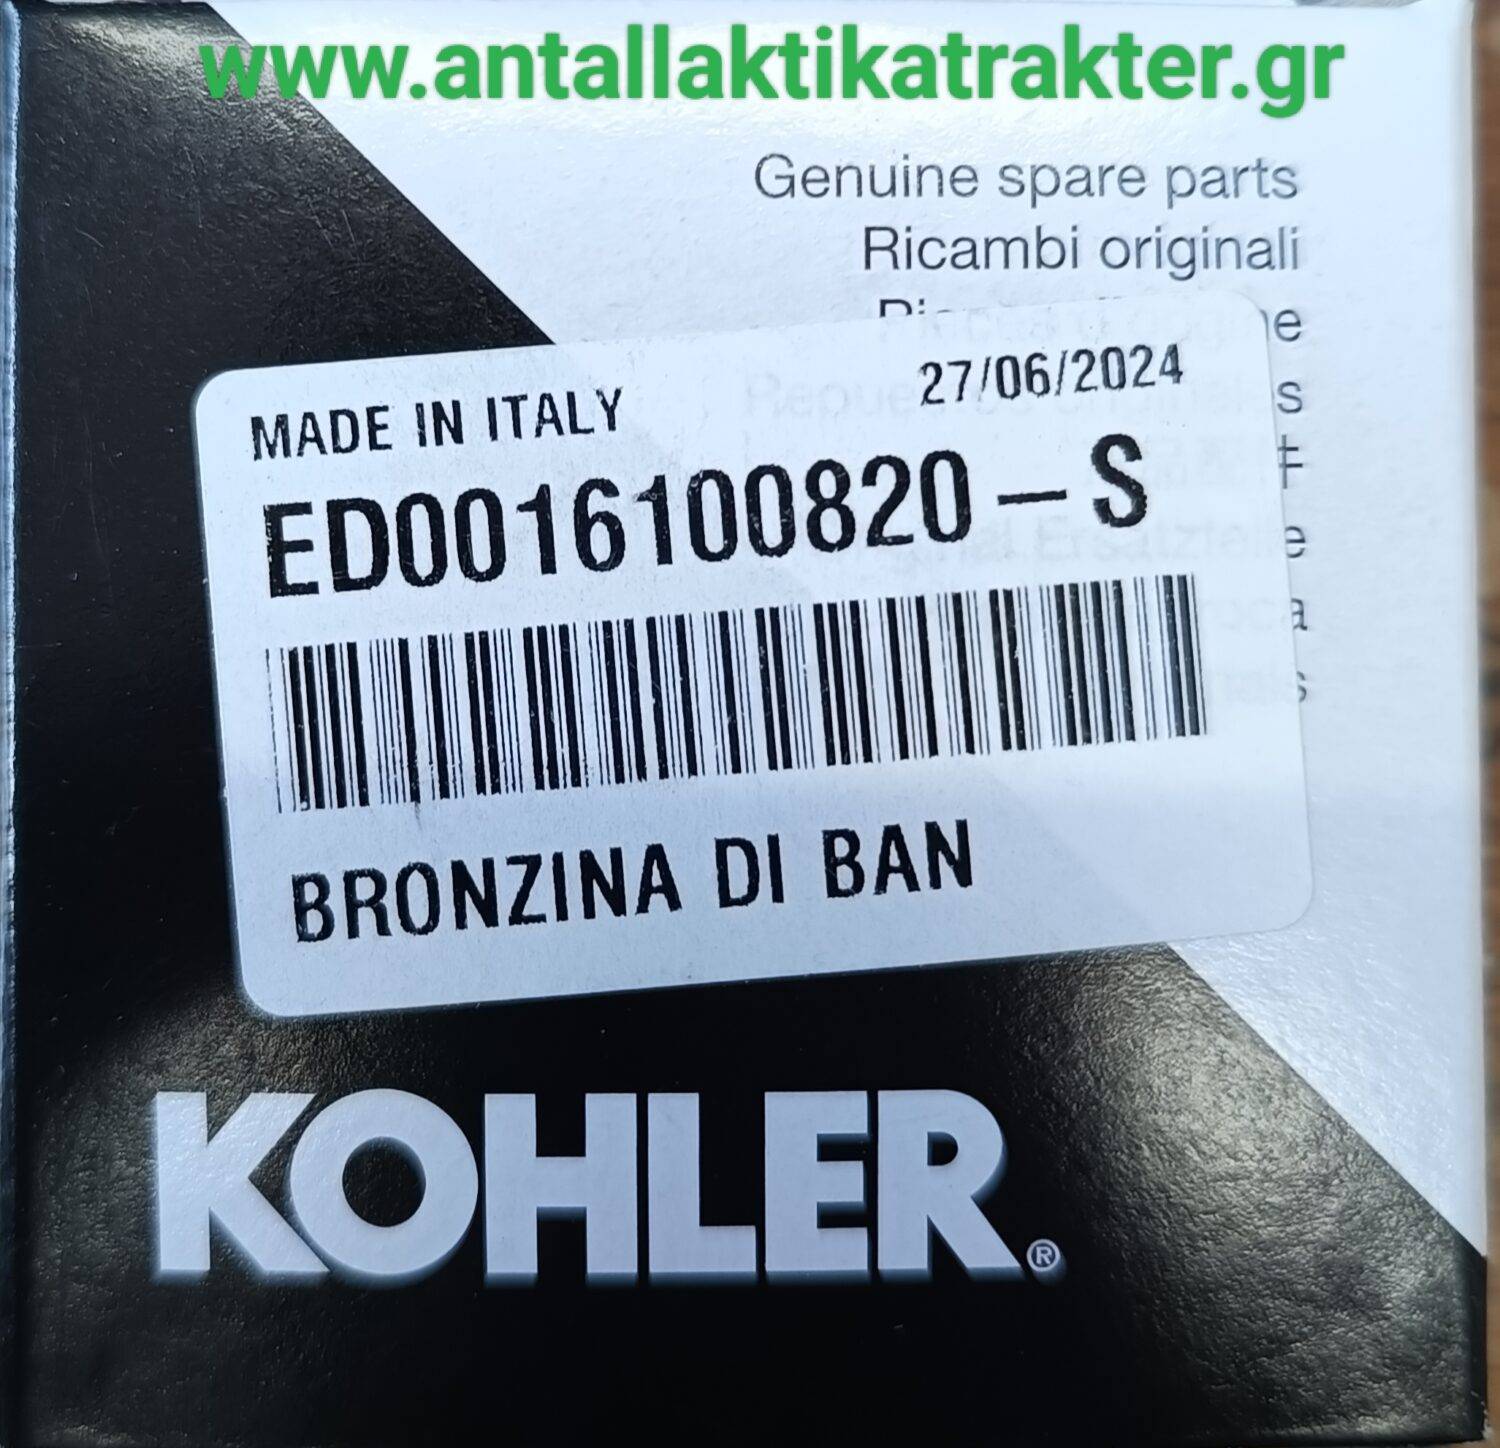 www.antallaktikatrakter.gr
Genuine spare parts
Ricambi originali
MADE IN ITALY 27/06/2024
ED0016100820-S
BRONZINA DI BAN
KOHLER®